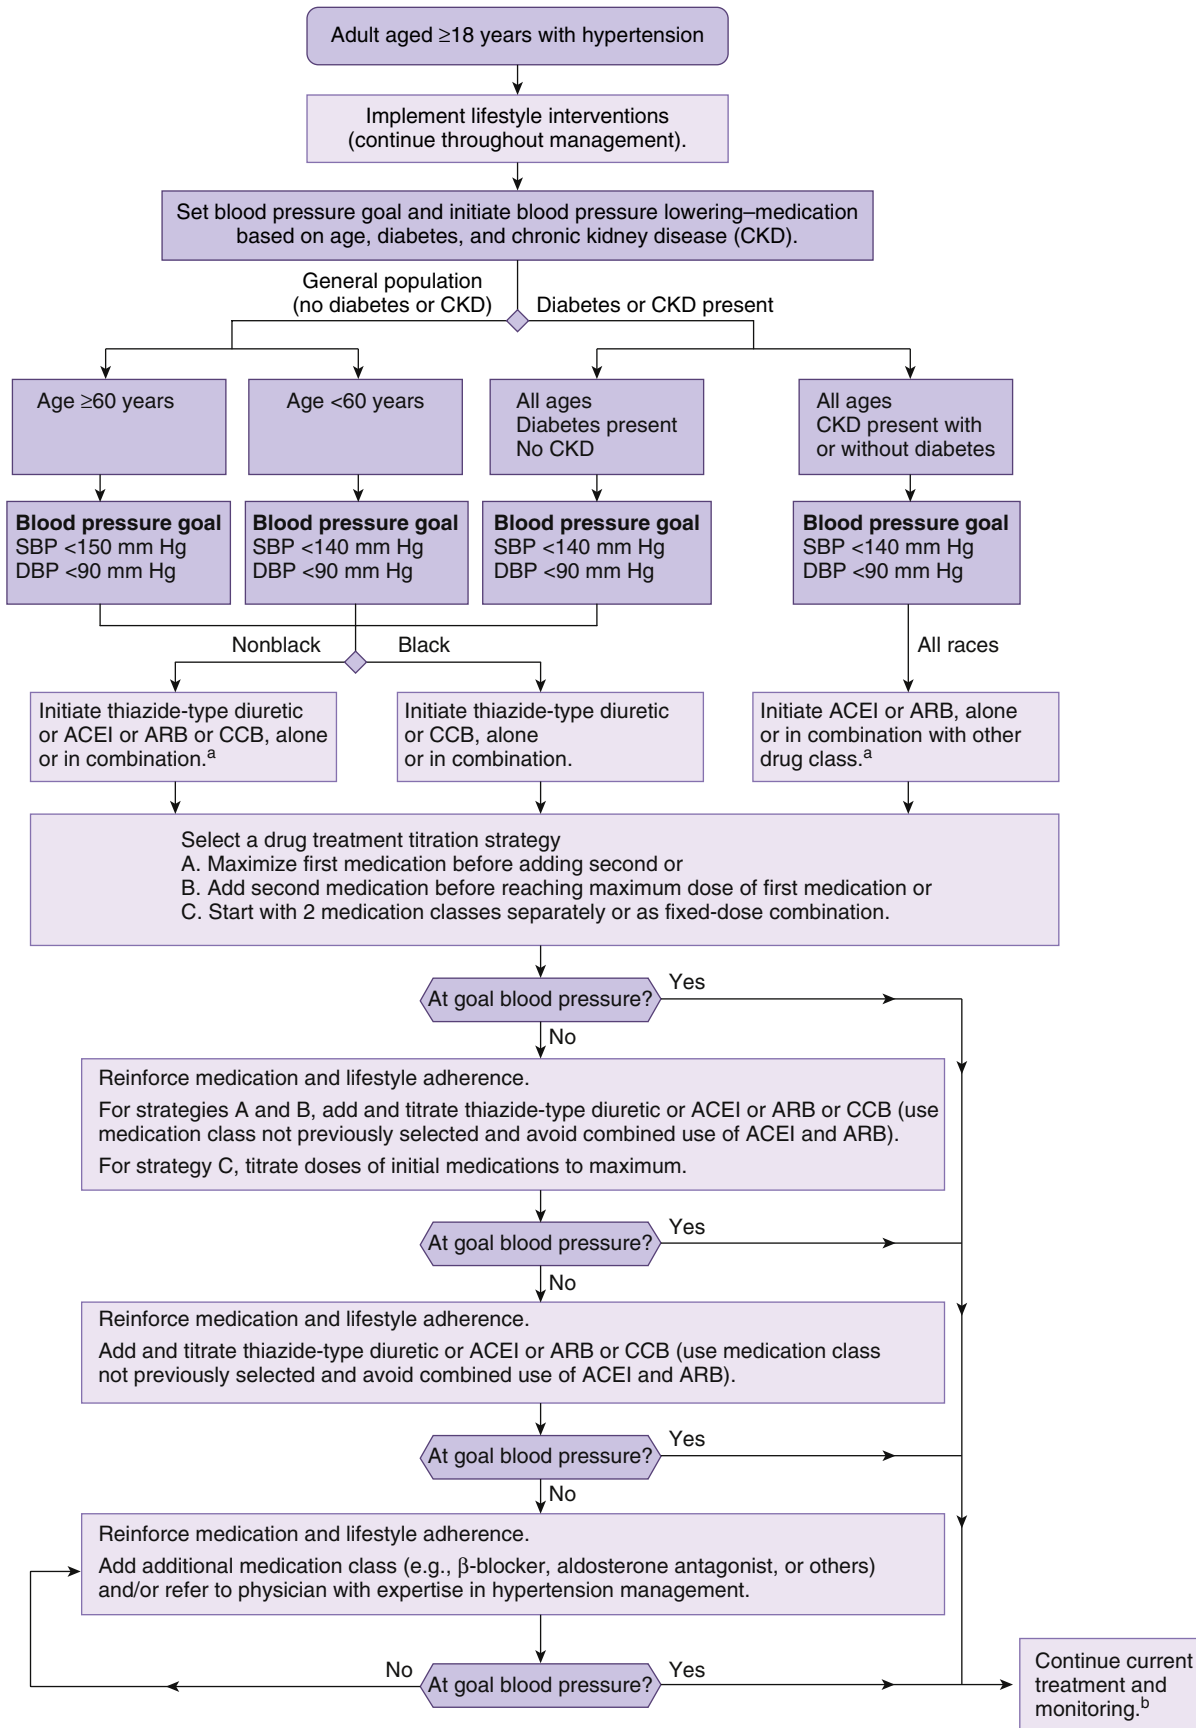 Adult aged ≥18 years with hypertension
Implement lifestyle interventions
(continue throughout management).
Set blood pressure goal and initiate blood pressure lowering–medication
based on age, diabetes, and chronic kidney disease (CKD).
General population
(no diabetes or CKD)
Diabetes or CKD present
Age ≥60 years
Age <60 years
All ages
Diabetes present
No CKD
All ages
CKD present with
or without diabetes
Blood pressure goal
SBP <150 mm Hg
DBP <90 mm Hg
Blood pressure goal
SBP <140 mm Hg
DBP <90 mm Hg
Blood pressure goal
SBP <140 mm Hg
DBP <90 mm Hg
Blood pressure goal
SBP <140 mm Hg
DBP <90 mm Hg
Nonblack
Black
All races
Initiate thiazide-type diuretic
or ACEI or ARB or CCB, alone
or in combination.a
Initiate thiazide-type diuretic
or CCB, alone
or in combination.
Initiate ACEI or ARB, alone
or in combination with other
drug class.a
Select a drug treatment titration strategy
A. Maximize first medication before adding second or
B. Add second medication before reaching maximum dose of first medication or
C. Start with 2 medication classes separately or as fixed-dose combination.
At goal blood pressure?
Yes
No
Reinforce medication and lifestyle adherence.
For strategies A and B, add and titrate thiazide-type diuretic or ACEI or ARB or CCB (use
medication class not previously selected and avoid combined use of ACEI and ARB).
For strategy C, titrate doses of initial medications to maximum.
At goal blood pressure?
Yes
No
Reinforce medication and lifestyle adherence.
Add and titrate thiazide-type diuretic or ACEI or ARB or CCB (use medication class
not previously selected and avoid combined use of ACEI and ARB).
At goal blood pressure?
Yes
No
Reinforce medication and lifestyle adherence.
Add additional medication class (e.g., β-blocker, aldosterone antagonist, or others)
and/or refer to physician with expertise in hypertension management.
No
At goal blood pressure?
Yes
Continue current
treatment and
monitoring.b